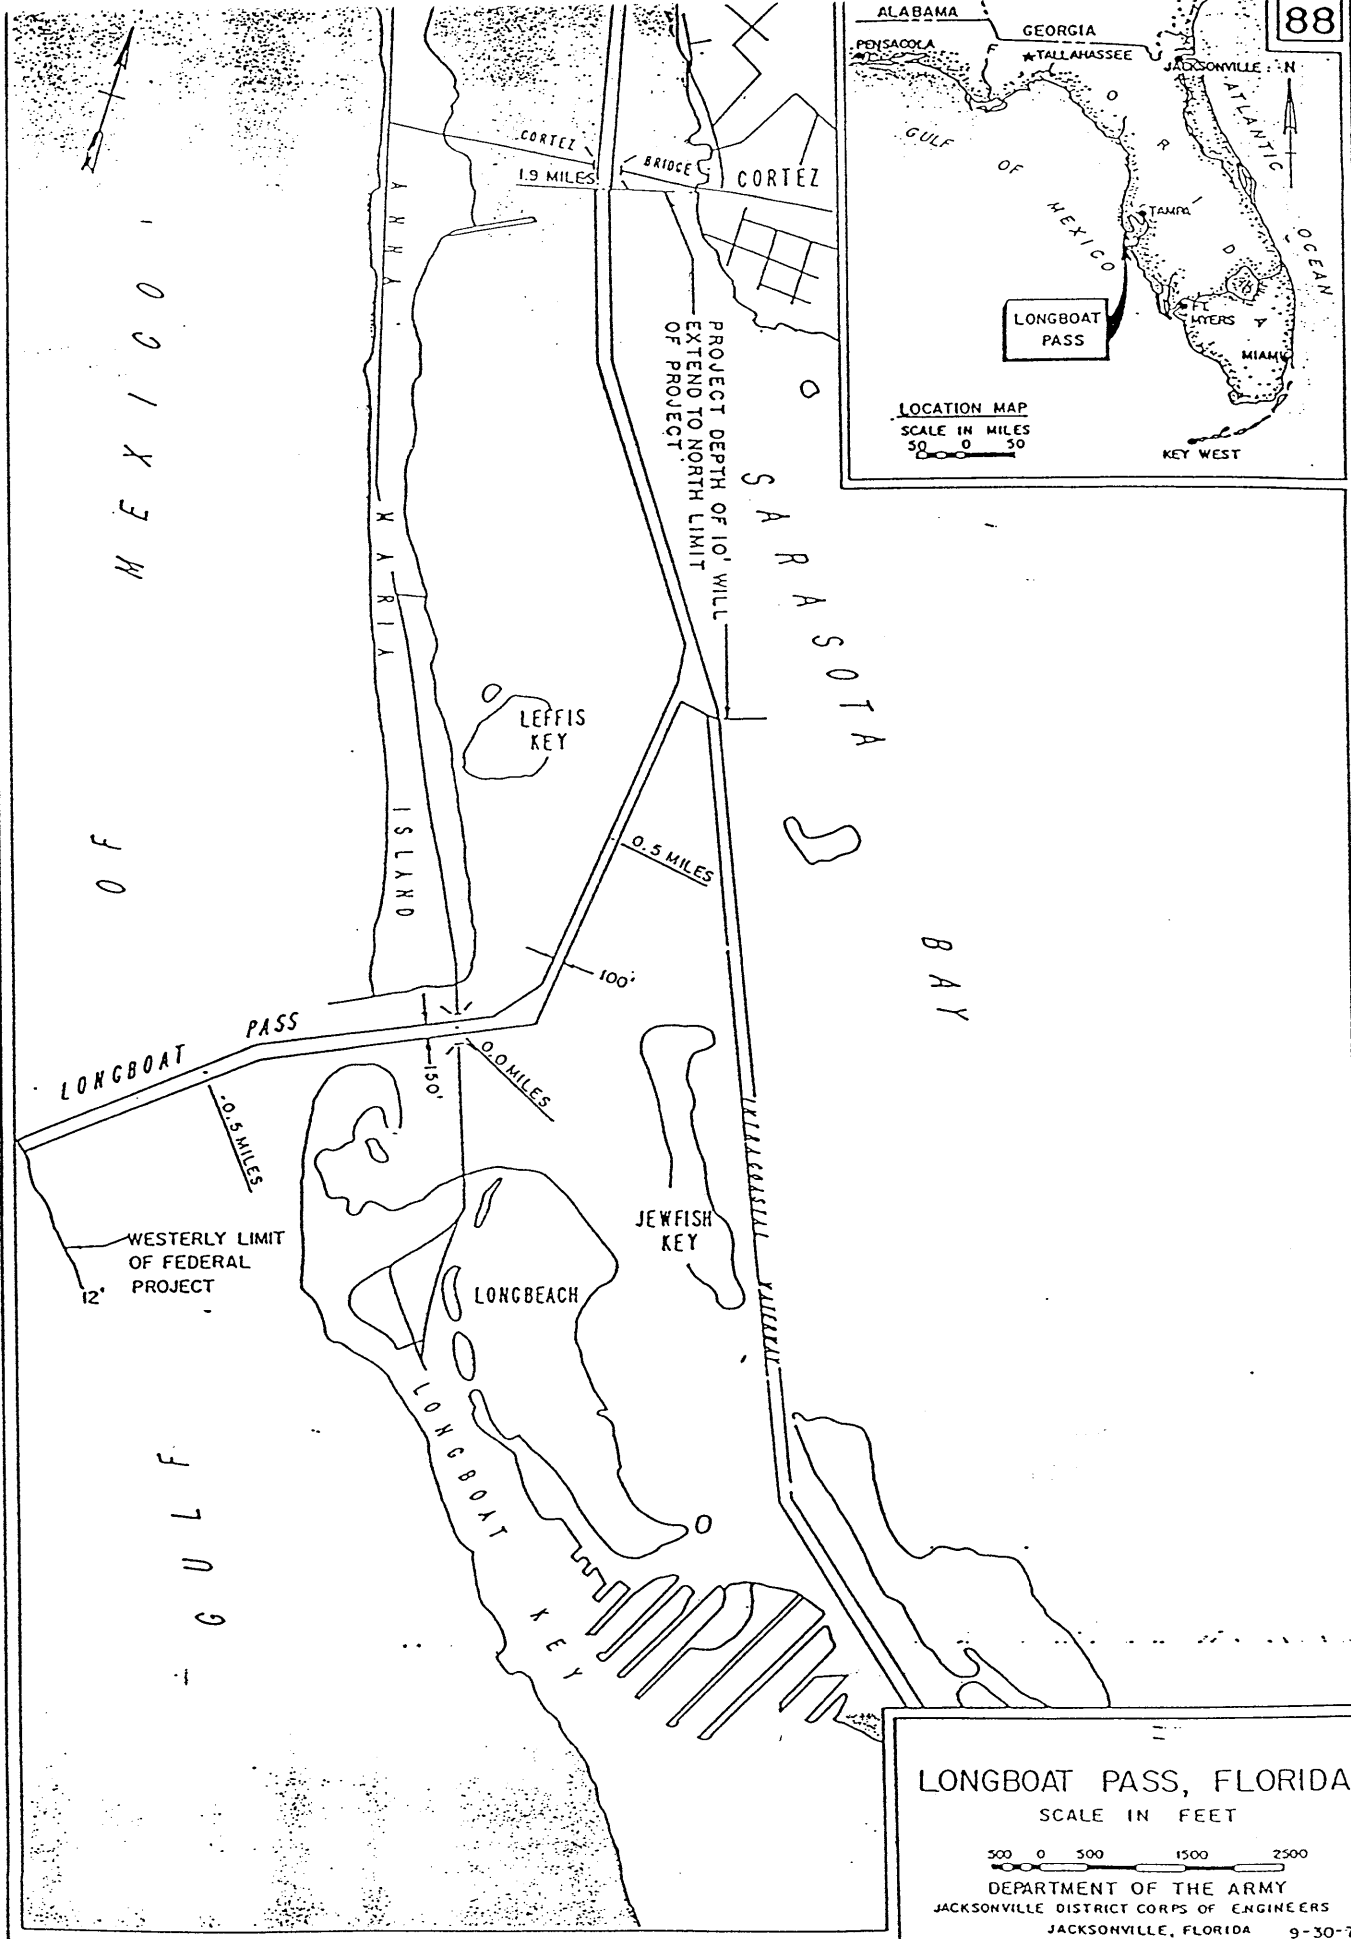 88
ALABAMA
GEORGIA
PENSACOLA
TALLAHASSEE
JACKSONVILLE
N
F
L
O
R
I
D
A
ATLANTIC
OCEAN
GULF
OF
MEXICO
TAMPA
FT.
MYERS
MIAMI
LONGBOAT
PASS
LOCATION MAP
SCALE IN MILES
50 0 50
KEY WEST
CORTEZ
BRIDGE
CORTEZ
1.9 MILES
ANNA
MARIA
ISLAND
PROJECT DEPTH OF 10' WILL
EXTEND TO NORTH LIMIT
OF PROJECT.
SARASOTA
BAY
LEFFIS
KEY
0.5 MILES
100'
LONGBOAT PASS
150'
0.0 MILES
-0.5 MILES
WESTERLY LIMIT
OF FEDERAL
PROJECT
12'
JEWFISH
KEY
INTRACOASTAL WATERWAY
LONGBEACH
LONGBOAT KEY
GULF OF MEXICO
LONGBOAT PASS, FLORIDA
SCALE IN FEET
500 0 500 1500 2500
DEPARTMENT OF THE ARMY
JACKSONVILLE DISTRICT CORPS OF ENGINEERS
JACKSONVILLE, FLORIDA 9-30-7